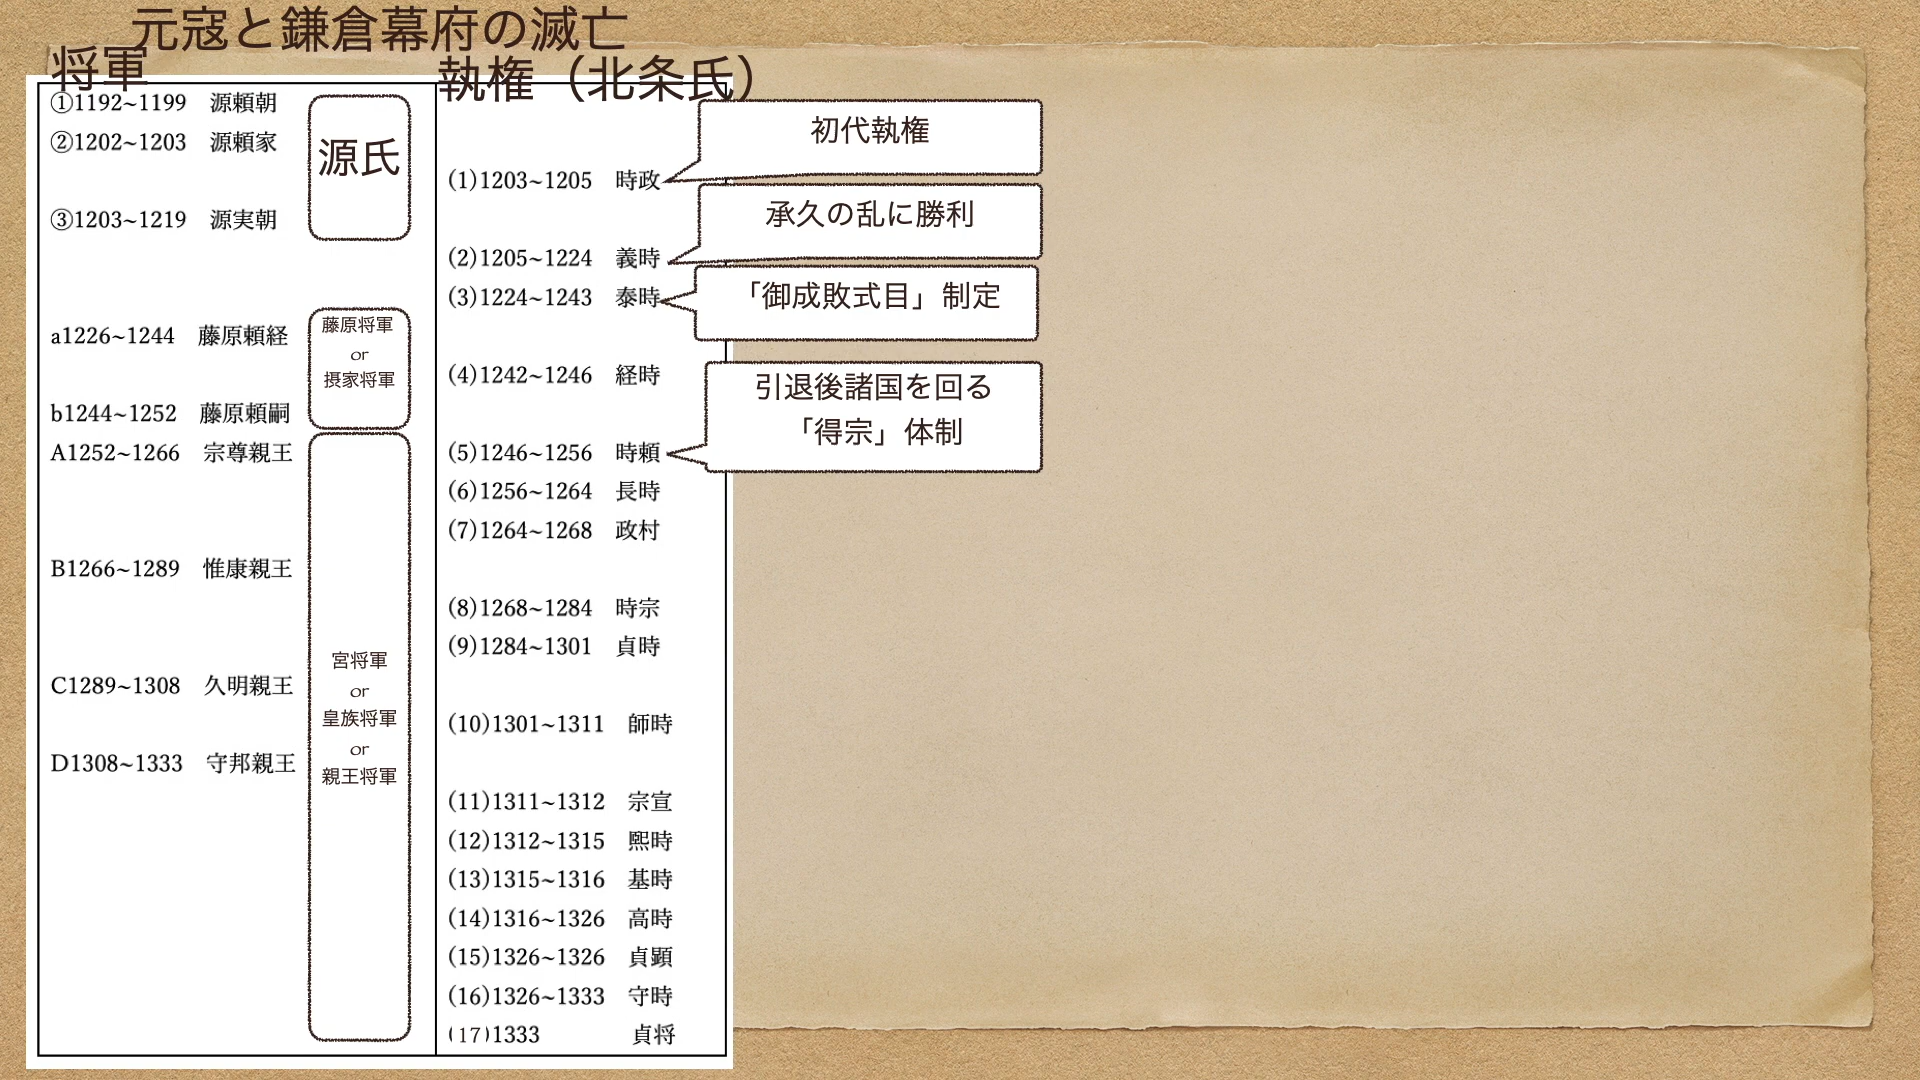 元寇と鎌倉幕府の滅亡
将軍
執権（北条氏）
①1192~1199 源頼朝
②1202~1203 源頼家
③1203~1219 源実朝
源氏
a1226~1244 藤原頼経
b1244~1252 藤原頼嗣
藤原将軍
or
摂家将軍
A1252~1266 宗尊親王
B1266~1289 惟康親王
C1289~1308 久明親王
D1308~1333 守邦親王
宮将軍
or
皇族将軍
or
親王将軍
(1)1203~1205 時政
(2)1205~1224 義時
(3)1224~1243 泰時
(4)1242~1246 経時
(5)1246~1256 時頼
(6)1256~1264 長時
(7)1264~1268 政村
(8)1268~1284 時宗
(9)1284~1301 貞時
(10)1301~1311 師時
(11)1311~1312 宗宣
(12)1312~1315 熈時
(13)1315~1316 基時
(14)1316~1326 高時
(15)1326~1326 貞顕
(16)1326~1333 守時
(17)1333 貞将
初代執権
承久の乱に勝利
「御成敗式目」制定
引退後諸国を回る
「得宗」体制